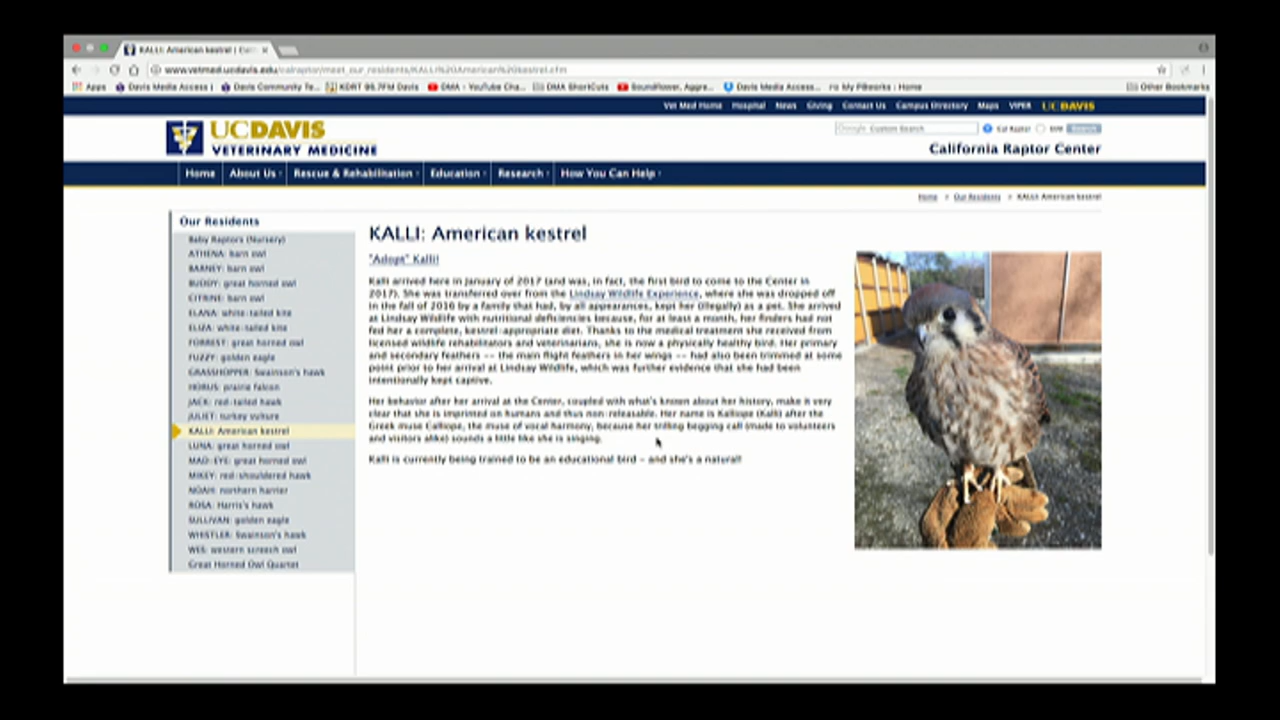 KALLI: American kestrel | Cali
www.vetmed.ucdavis.edu/calraptor/meet_our_residents/KALLI%20American%20kestrel.cfm
Apps Davis Media Access | Davis Community Te... KDRT 95.7FM Davis DMA - YouTube Cha... DMA ShortCuts Soundflower, Aggre... Davis Media Access... My PBworks : Home Other Bookmarks
Vet Med Home Hospital News Giving Contact Us Campus Directory Maps VIPER UC DAVIS
UCDAVIS
VETERINARY MEDICINE
Custom Search Cal Raptor Search
California Raptor Center
Home About Us Rescue & Rehabilitation Education Research How You Can Help
Home > Our Residents > KALLI: American kestrel
Our Residents
Baby Raptors (Nursery)
ATHENA: barn owl
BARNEY: barn owl
BUDDY: great horned owl
CITRINE: barn owl
ELANA: white-tailed kite
ELIZA: white-tailed kite
FORREST: great horned owl
FUZZY: golden eagle
GRASSHOPPER: Swainson's hawk
HORUS: prairie falcon
JACK: red-tailed hawk
JULIET: turkey vulture
KALLI: American kestrel
LUNA: great horned owl
MAD-EYE: great horned owl
MIKEY: red-shouldered hawk
NOAH: northern harrier
ROSA: Harris's hawk
SULLIVAN: golden eagle
WHISTLER: Swainson's hawk
WES: western screech owl
Great Horned Owl Quartet
KALLI: American kestrel
"Adopt" Kalli!
Kalli arrived here in January of 2017 (and was, in fact, the first bird to come to the Center in
2017). She was transferred over from the Lindsay Wildlife Experience, where she was dropped off
in the fall of 2016 by a family that had, by all appearances, kept her (illegally) as a pet. She arrived
at Lindsay Wildlife with nutritional deficiencies because, for at least a month, her finders had not
fed her a complete, kestrel-appropriate diet. Thanks to the medical treatment she received from
licensed wildlife rehabilitators and veterinarians, she is now a physically healthy bird. Her primary
and secondary feathers -- the main flight feathers in her wings -- had also been trimmed at some
point prior to her arrival at Lindsay Wildlife, which was further evidence that she had been
intentionally kept captive.
Her behavior after her arrival at the Center, coupled with what's known about her history, make it very
clear that she is imprinted on humans and thus non-releasable. Her name is Kalliope (Kalli) after the
Greek muse Calliope, the muse of vocal harmony, because her trilling begging call (made to volunteers
and visitors alike) sounds a little like she is singing.
Kalli is currently being trained to be an educational bird - and she's a natural!